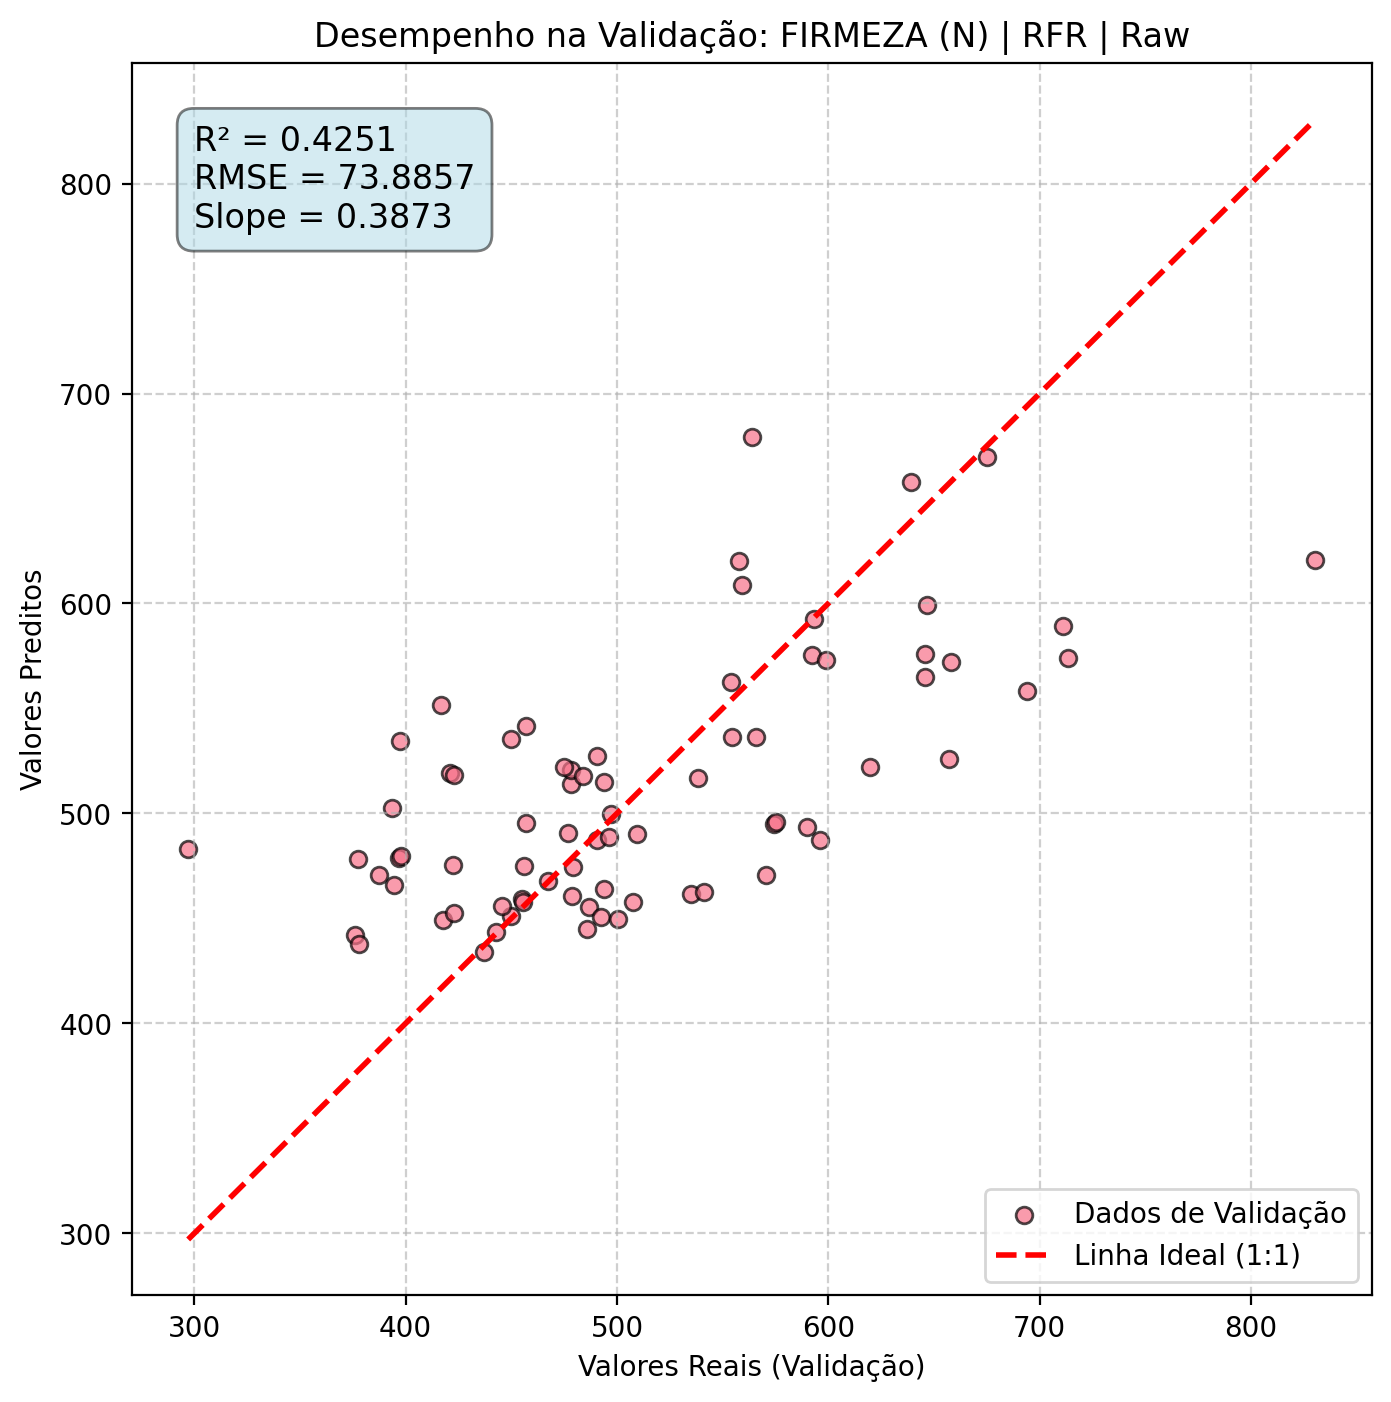 Desempenho na Validação: FIRMEZA (N) | RFR | Raw
R² = 0.4251
RMSE = 73.8857
Slope = 0.3873
800
700
600
500
400
300
Valores Preditos
Dados de Validação
Linha Ideal (1:1)
300 400 500 600 700 800
Valores Reais (Validação)